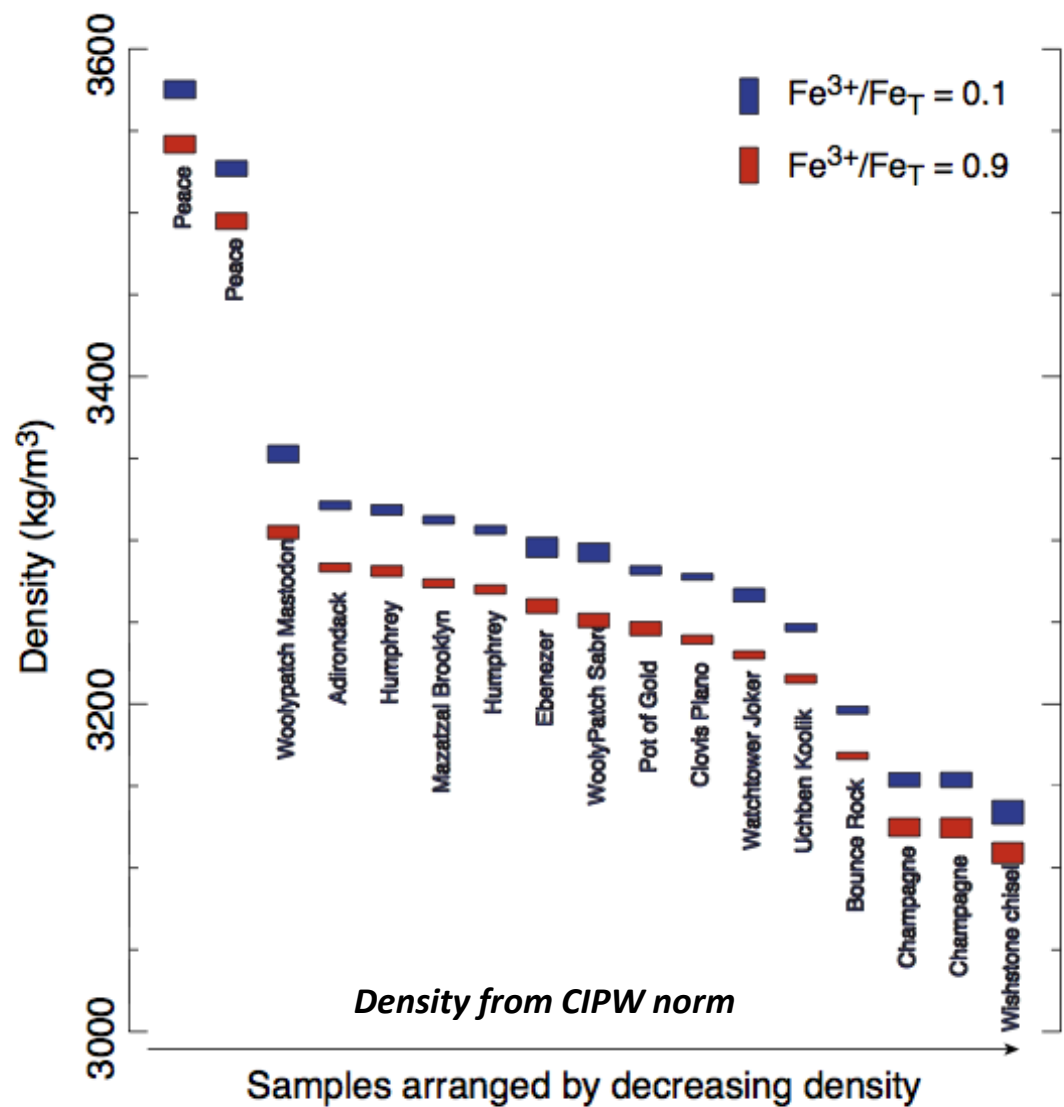 3600
3400
3200
3000
Density (kg/m³)
Fe³⁺/Fe_T = 0.1
Fe³⁺/Fe_T = 0.9
Peace
Peace
Woolypatch Mastodon
Adirondack
Humphrey
Mazatzal Brooklyn
Humphrey
Ebenezer
WoolyPatch Sabre
Pot of Gold
Clovis Plano
Watchtower Joker
Uchben Koolik
Bounce Rock
Champagne
Champagne
Wishstone chisel
Density from CIPW norm
Samples arranged by decreasing density